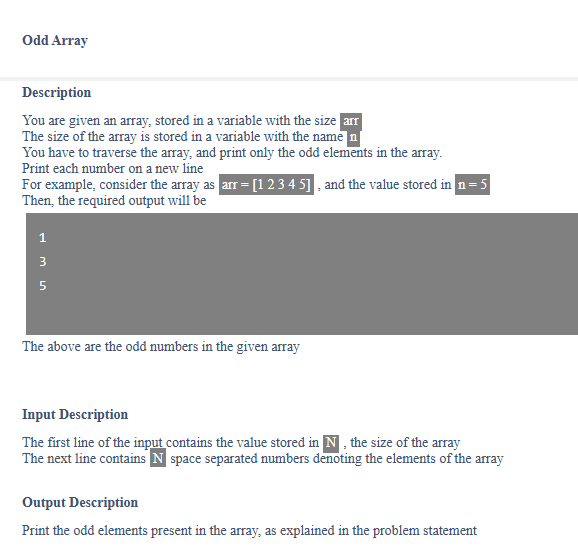 Odd Array
Description
You are given an array, stored in a variable with the size arr
The size of the array is stored in a variable with the name n
You have to traverse the array, and print only the odd elements in the array.
Print each number on a new line
For example, consider the array as arr = [1 2 3 4 5] , and the value stored in n = 5
Then, the required output will be
1
3
5
The above are the odd numbers in the given array
Input Description
The first line of the input contains the value stored in N , the size of the array
The next line contains N space separated numbers denoting the elements of the array
Output Description
Print the odd elements present in the array, as explained in the problem statement